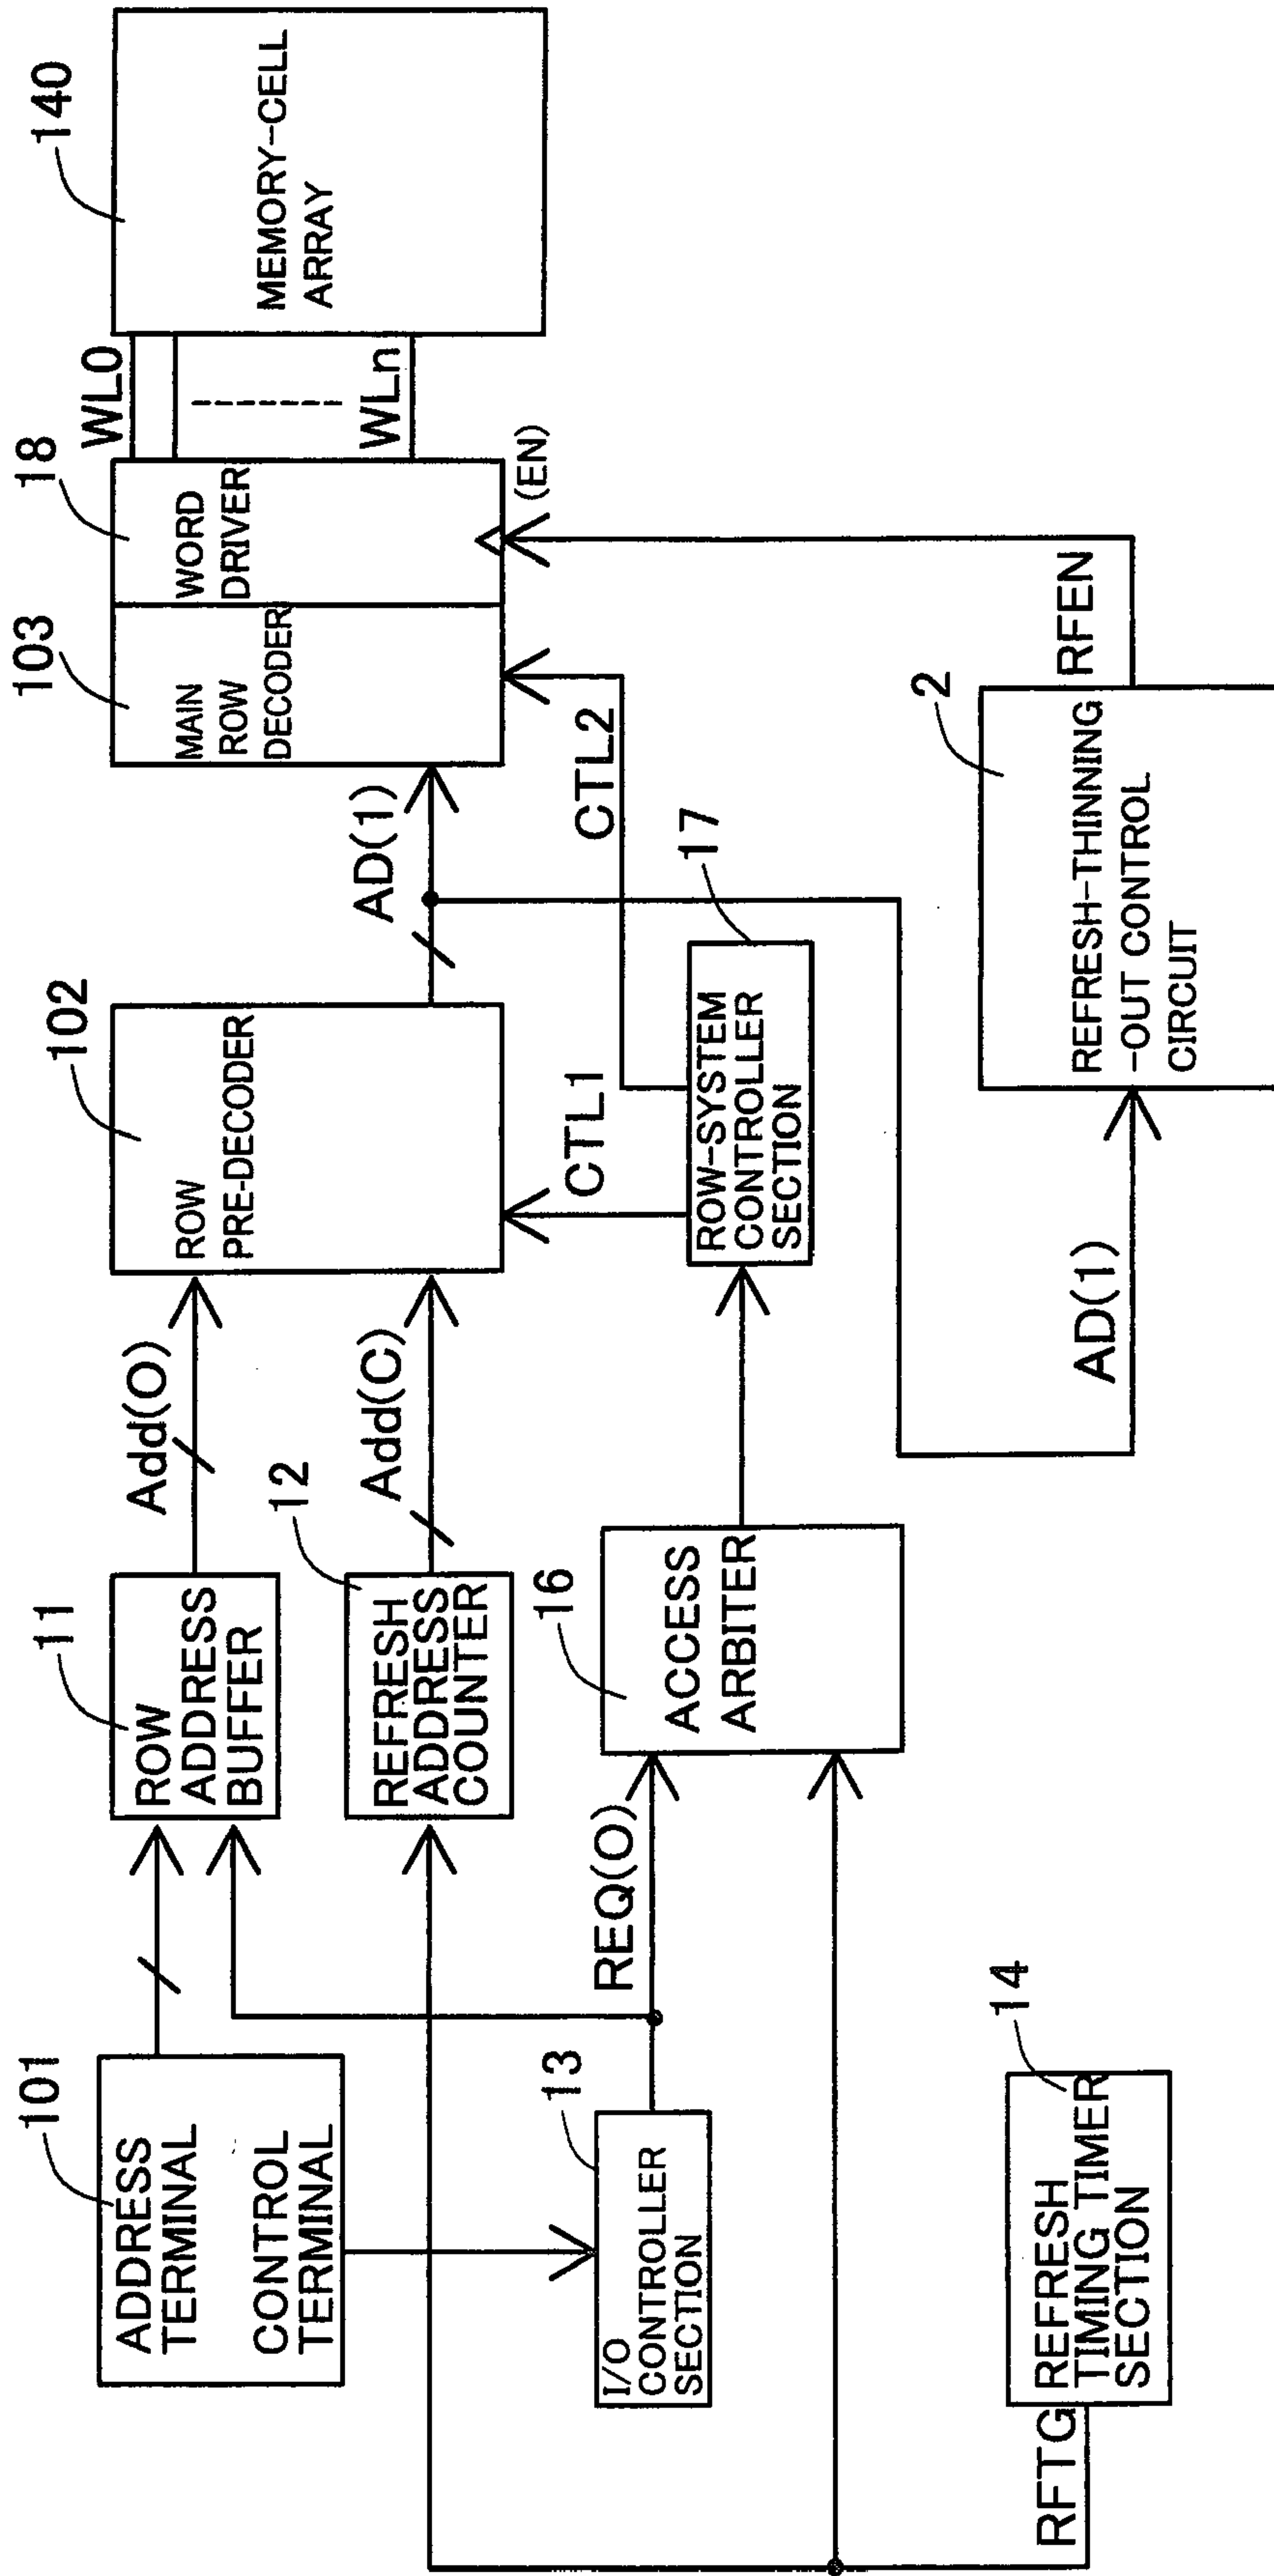 101
ADDRESS
TERMINAL
CONTROL
TERMINAL
11
ROW
ADDRESS
BUFFER
Add(O)
102
ROW
PRE-DECODER
AD(1)
103
MAIN
ROW
DECODER
18
WORD
DRIVER
(EN)
WL0
WLn
140
MEMORY-CELL
ARRAY
12
REFRESH
ADDRESS
COUNTER
Add(C)
CTL1
CTL2
13
I/O
CONTROLLER
SECTION
REQ(O)
16
ACCESS
ARBITER
17
ROW-SYSTEM
CONTROLLER
SECTION
RFTG
14
REFRESH
TIMING TIMER
SECTION
AD(1)
2
REFRESH-THINNING
-OUT CONTROL
CIRCUIT
RFEN